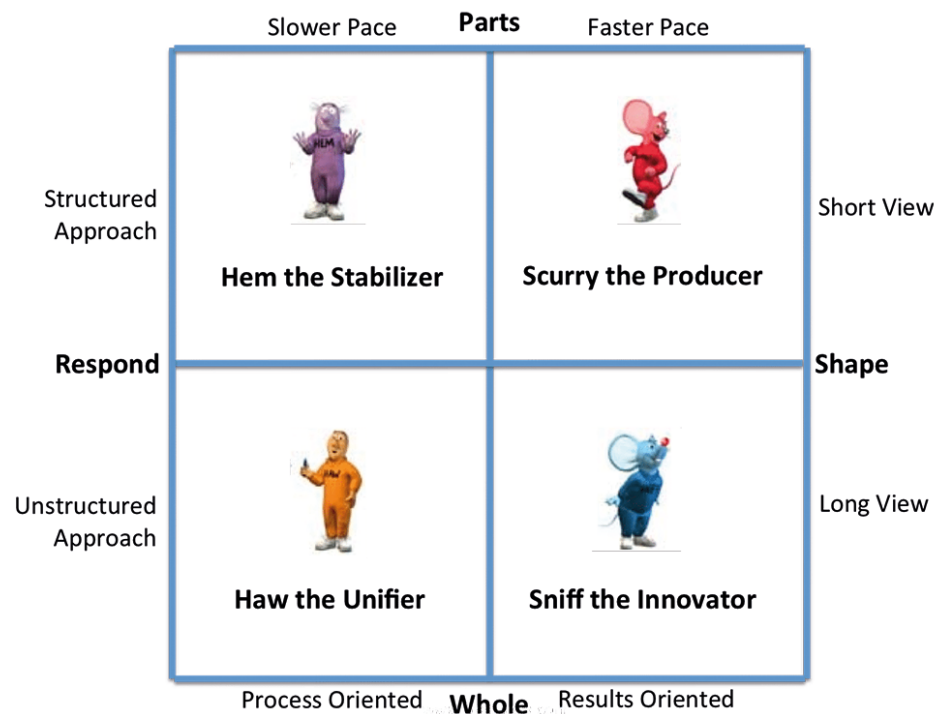 Slower Pace
Parts
Faster Pace
HEM
Structured
Approach
Short View
Hem the Stabilizer
Scurry the Producer
Respond
Shape
Unstructured
Approach
Long View
Haw the Unifier
Sniff the Innovator
Process Oriented
Whole
Results Oriented